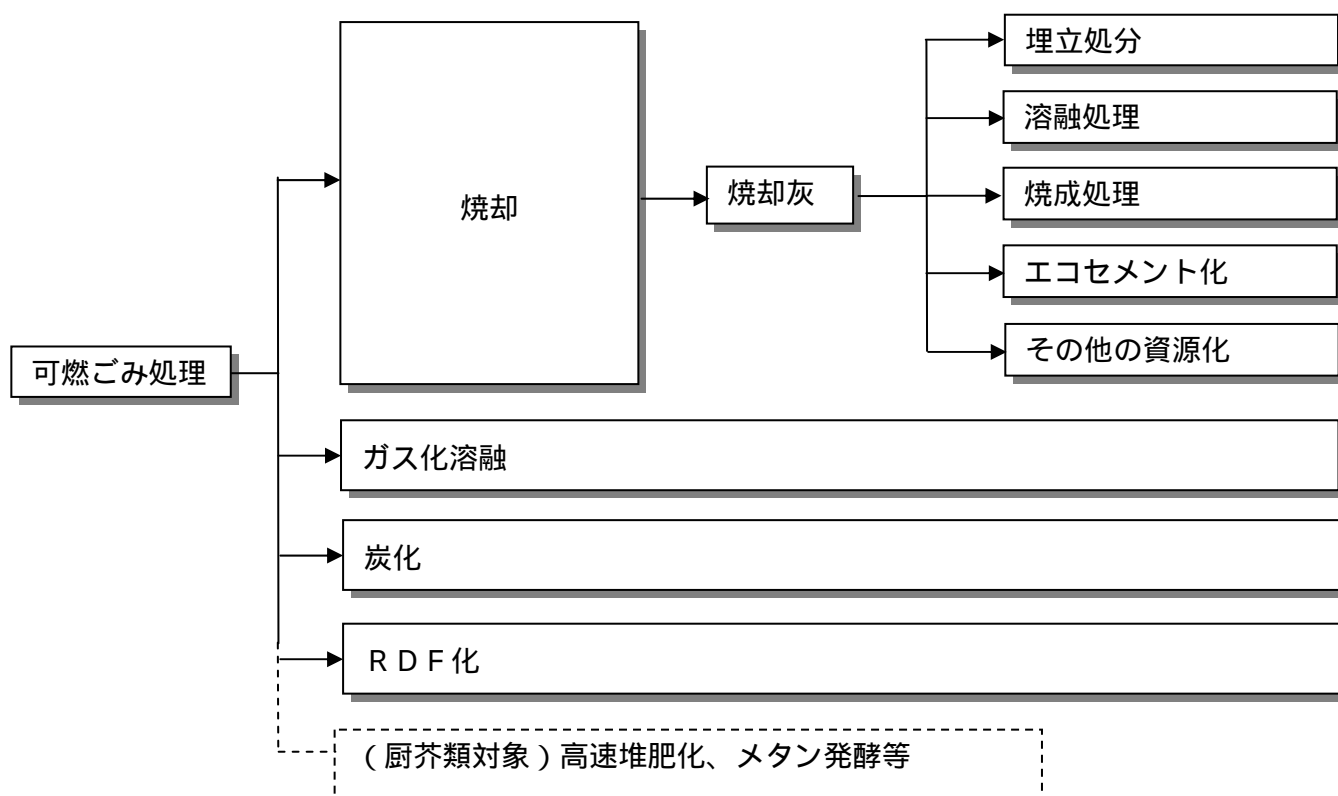 可燃ごみ処理
焼却
焼却灰
埋立処分
溶融処理
焼成処理
エコセメント化
その他の資源化
ガス化溶融
炭化
ＲＤＦ化
（厨芥類対象）高速堆肥化、メタン発酵等